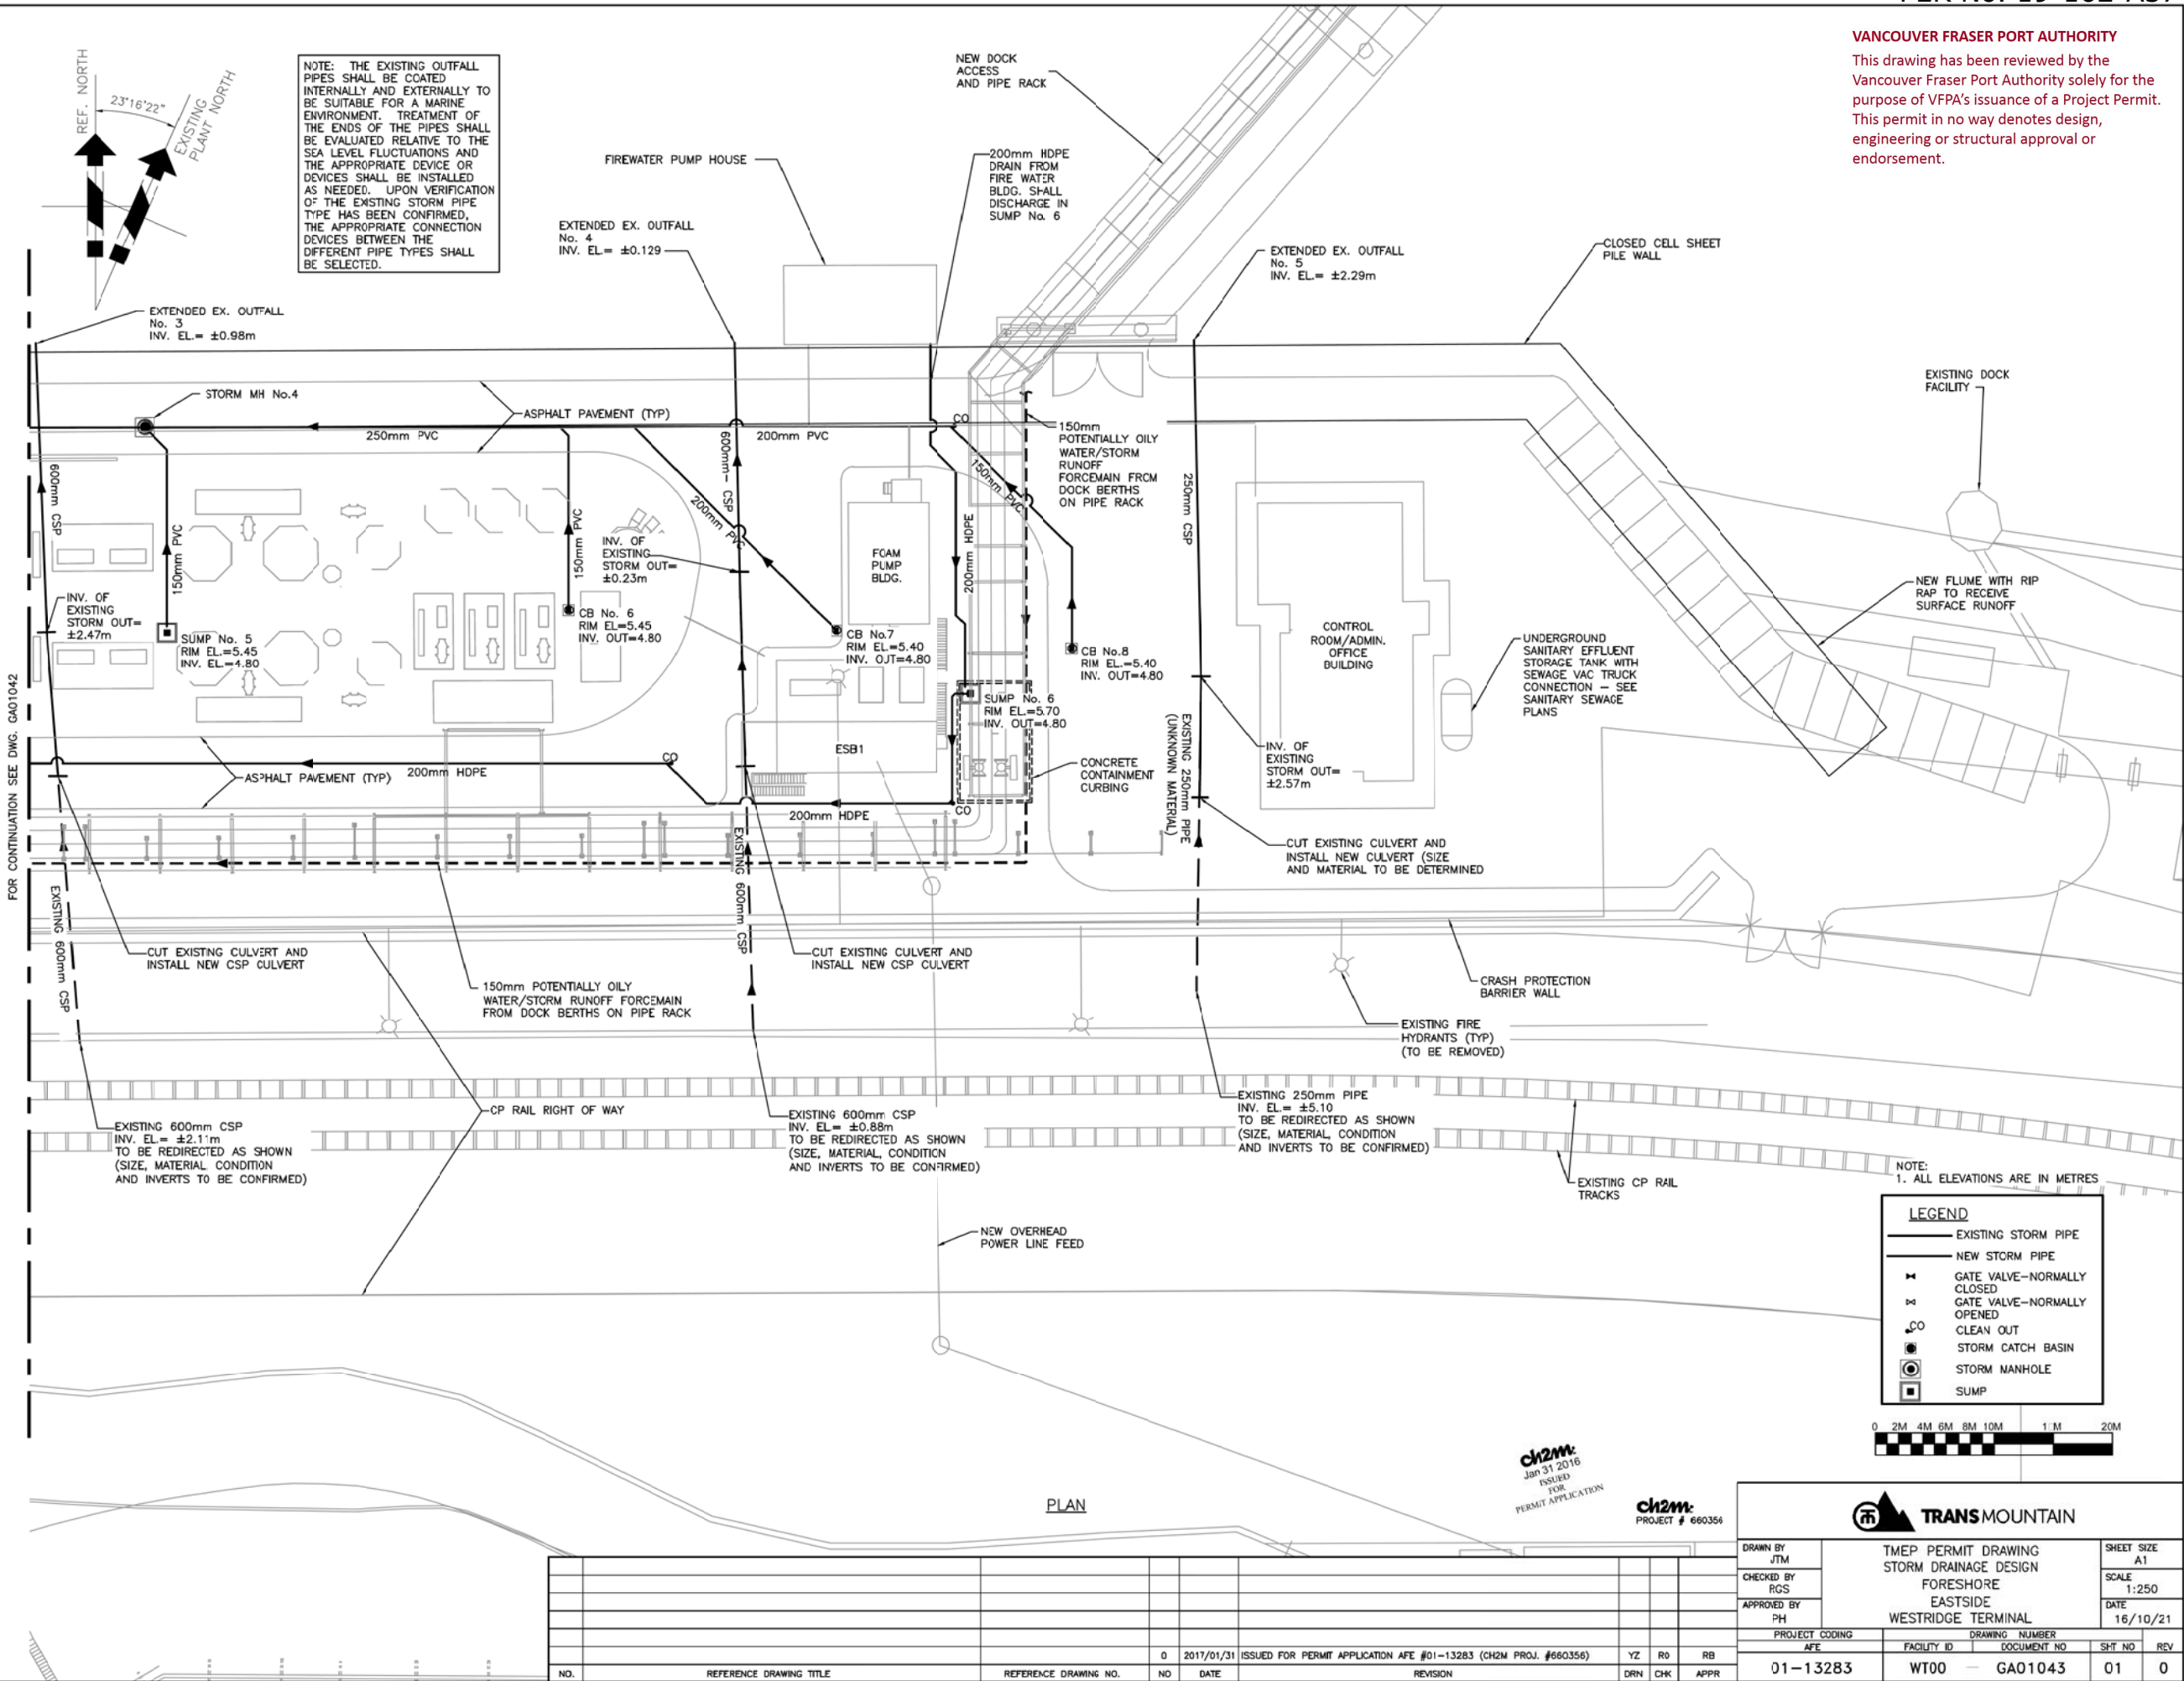 VANCOUVER FRASER PORT AUTHORITY
This drawing has been reviewed by the
Vancouver Fraser Port Authority solely for the
purpose of VFPA's issuance of a Project Permit.
This permit in no way denotes design,
engineering or structural approval or
endorsement.
REF. NORTH
23°16'22"
EXISTING
PLANT NORTH
NOTE: THE EXISTING OUTFALL
PIPES SHALL BE COATED
INTERNALLY AND EXTERNALLY TO
BE SUITABLE FOR A MARINE
ENVIRONMENT. TREATMENT OF
THE ENDS OF THE PIPES SHALL
BE EVALUATED RELATIVE TO THE
SEA LEVEL FLUCTUATIONS AND
THE APPROPRIATE DEVICE OR
DEVICES SHALL BE INSTALLED
AS NEEDED. UPON VERIFICATION
OF THE EXISTING STORM PIPE
TYPE HAS BEEN CONFIRMED,
THE APPROPRIATE CONNECTION
DEVICES BETWEEN THE
DIFFERENT PIPE TYPES SHALL
BE SELECTED.
NEW DOCK
ACCESS
AND PIPE RACK
FIREWATER PUMP HOUSE
200mm HDPE
DRAIN FROM
FIRE WATER
BLDG. SHALL
DISCHARGE IN
SUMP No. 6
EXTENDED EX. OUTFALL
No. 4
INV. EL.= ±0.129
EXTENDED EX. OUTFALL
No. 5
INV. EL.= ±2.29m
CLOSED CELL SHEET
PILE WALL
EXTENDED EX. OUTFALL
No. 3
INV. EL.= ±0.98m
EXISTING DOCK
FACILITY
STORM MH No.4
ASPHALT PAVEMENT (TYP)
250mm PVC
200mm PVC
CO
150mm
POTENTIALLY OILY
WATER/STORM
RUNOFF
FORCEMAIN FROM
DOCK BERTHS
ON PIPE RACK
600mm CSP
150mm PVC
150mm PVC
600mm- CSP
200mm PVC
150mm PVC
200mm HDPE
250mm CSP
INV. OF
EXISTING
STORM OUT=
±0.23m
FOAM
PUMP
BLDG.
INV. OF
EXISTING
STORM OUT=
±2.47m
SUMP No. 5
RIM EL.=5.45
INV. EL.=4.80
CB No. 6
RIM EL=5.45
INV. OUT=4.80
CB No.7
RIM EL.=5.40
INV. OUT=4.80
CB No.8
RIM EL.=5.40
INV. OUT=4.80
CONTROL
ROOM/ADMIN.
OFFICE
BUILDING
NEW FLUME WITH RIP
RAP TO RECEIVE
SURFACE RUNOFF
UNDERGROUND
SANITARY EFFLUENT
STORAGE TANK WITH
SEWAGE VAC TRUCK
CONNECTION – SEE
SANITARY SEWAGE
PLANS
SUMP No. 6
RIM EL.=5.70
INV. OUT=4.80
ESB1
EXISTING 250mm PIPE
(UNKNOWN MATERIAL)
INV. OF
EXISTING
STORM OUT=
±2.57m
CONCRETE
CONTAINMENT
CURBING
FOR CONTINUATION SEE DWG. GA01042
ASPHALT PAVEMENT (TYP)
200mm HDPE
CO
200mm HDPE
CO
CUT EXISTING CULVERT AND
INSTALL NEW CULVERT (SIZE
AND MATERIAL TO BE DETERMINED
EXISTING 600mm CSP
EXISTING 600mm CSP
CUT EXISTING CULVERT AND
INSTALL NEW CSP CULVERT
CUT EXISTING CULVERT AND
INSTALL NEW CSP CULVERT
150mm POTENTIALLY OILY
WATER/STORM RUNOFF FORCEMAIN
FROM DOCK BERTHS ON PIPE RACK
CRASH PROTECTION
BARRIER WALL
EXISTING FIRE
HYDRANTS (TYP)
(TO BE REMOVED)
CP RAIL RIGHT OF WAY
EXISTING 600mm CSP
INV. EL.= ±2.11m
TO BE REDIRECTED AS SHOWN
(SIZE, MATERIAL, CONDITION
AND INVERTS TO BE CONFIRMED)
EXISTING 600mm CSP
INV. EL= ±0.88m
TO BE REDIRECTED AS SHOWN
(SIZE, MATERIAL, CONDITION
AND INVERTS TO BE CONFIRMED)
EXISTING 250mm PIPE
INV. EL.= ±5.10
TO BE REDIRECTED AS SHOWN
(SIZE, MATERIAL, CONDITION
AND INVERTS TO BE CONFIRMED)
EXISTING CP RAIL
TRACKS
NEW OVERHEAD
POWER LINE FEED
NOTE:
1. ALL ELEVATIONS ARE IN METRES
LEGEND
EXISTING STORM PIPE
NEW STORM PIPE
GATE VALVE–NORMALLY
CLOSED
GATE VALVE–NORMALLY
OPENED
CO CLEAN OUT
STORM CATCH BASIN
STORM MANHOLE
SUMP
0 2M 4M 6M 8M 10M 20M
PLAN
ch2m:
Jan 31 2016
ISSUED
FOR
PERMIT APPLICATION
ch2m:
PROJECT # 660356
TRANSMOUNTAIN
DRAWN BY
JTM
CHECKED BY
RGS
APPROVED BY
PH
TMEP PERMIT DRAWING
STORM DRAINAGE DESIGN
FORESHORE
EASTSIDE
WESTRIDGE TERMINAL
SHEET SIZE
A1
SCALE
1:250
DATE
16/10/21
PROJECT CODING
AFE
01-13283
DRAWING NUMBER
FACILITY ID DOCUMENT NO SHT NO REV
WT00 – GA01043 01 0
0 2017/01/31 ISSUED FOR PERMIT APPLICATION AFE #01-13283 (CH2M PROJ. #660356) YZ R0 RB
NO. REFERENCE DRAWING TITLE REFERENCE DRAWING NO. NO DATE REVISION DRN CHK APPR